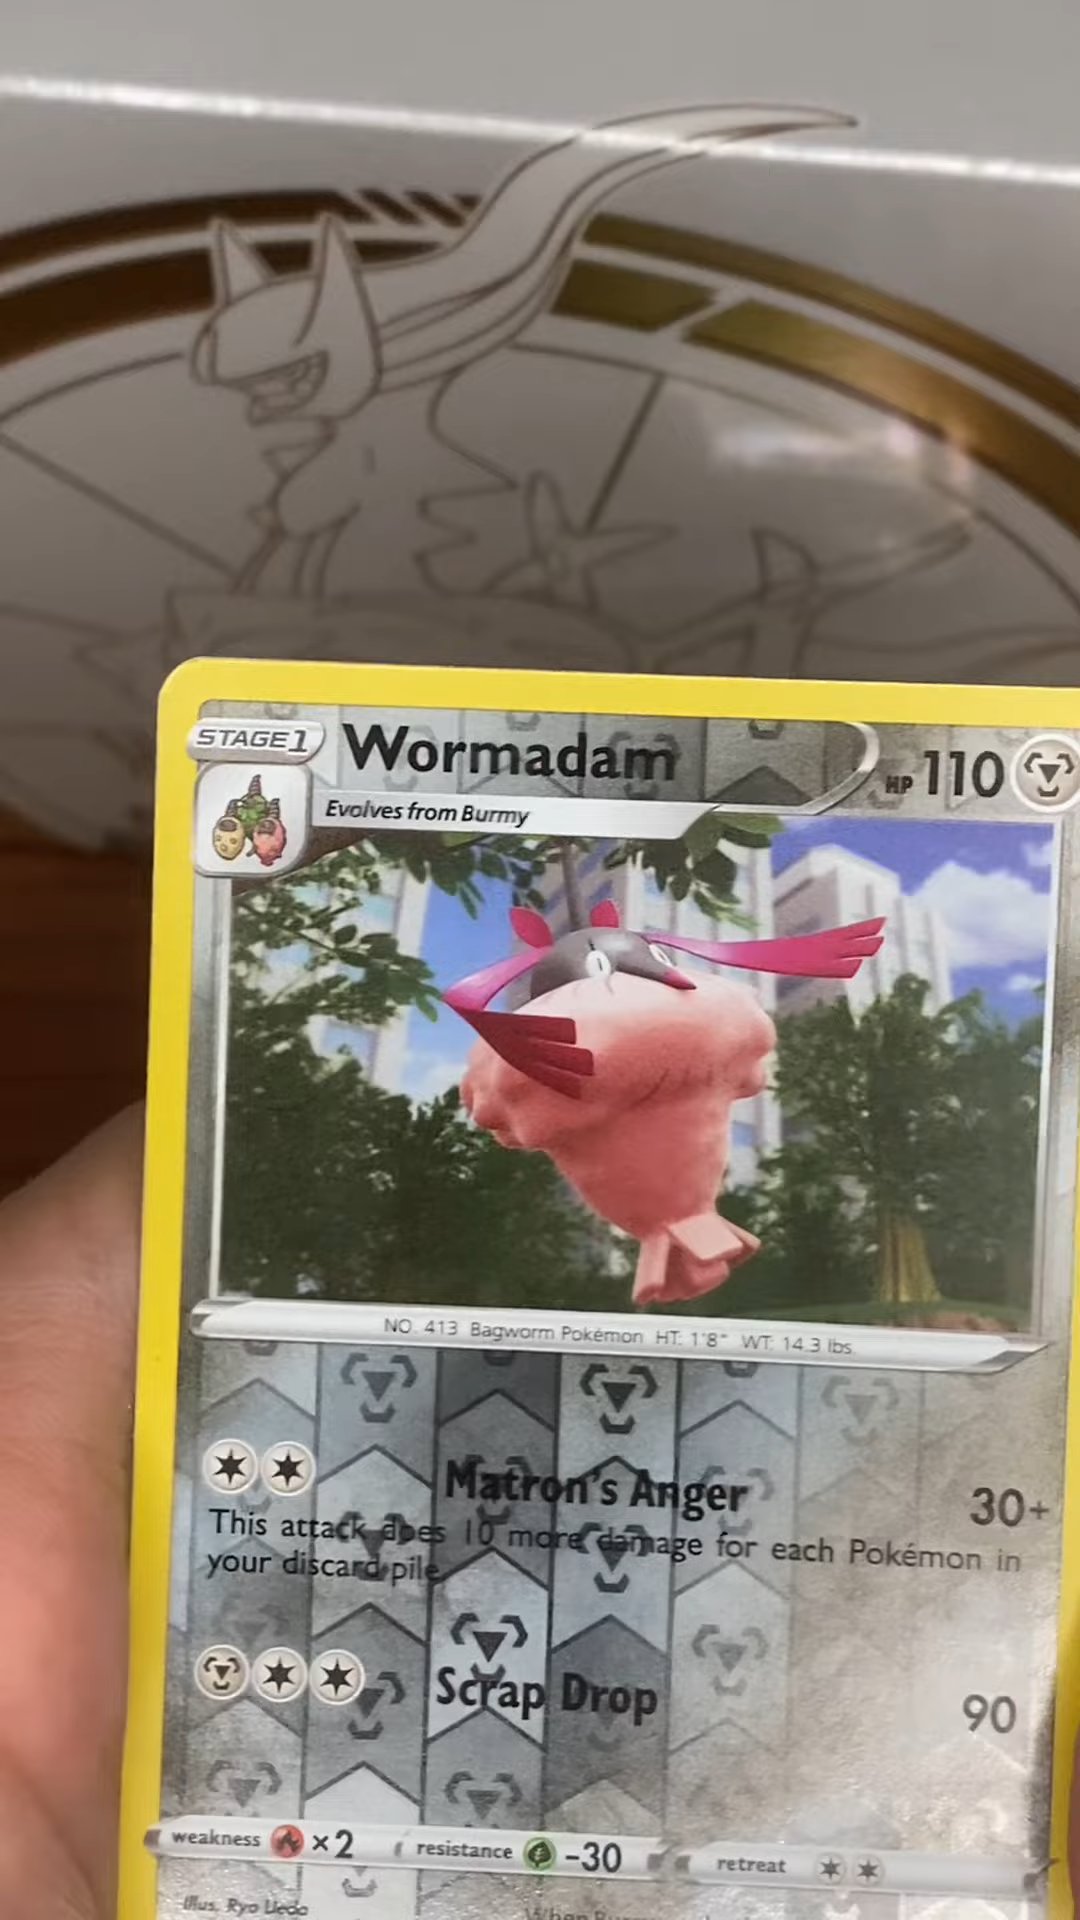 STAGE1
Wormadam
HP 110
Evolves from Burmy
NO. 413 Bagworm Pokémon HT: 1'8" WT: 14.3 lbs.
Matron's Anger 30+
This attack does 10 more damage for each Pokémon in
your discard pile.
Scrap Drop 90
weakness ×2 resistance -30 retreat
Illus. Ryo Ueda
When